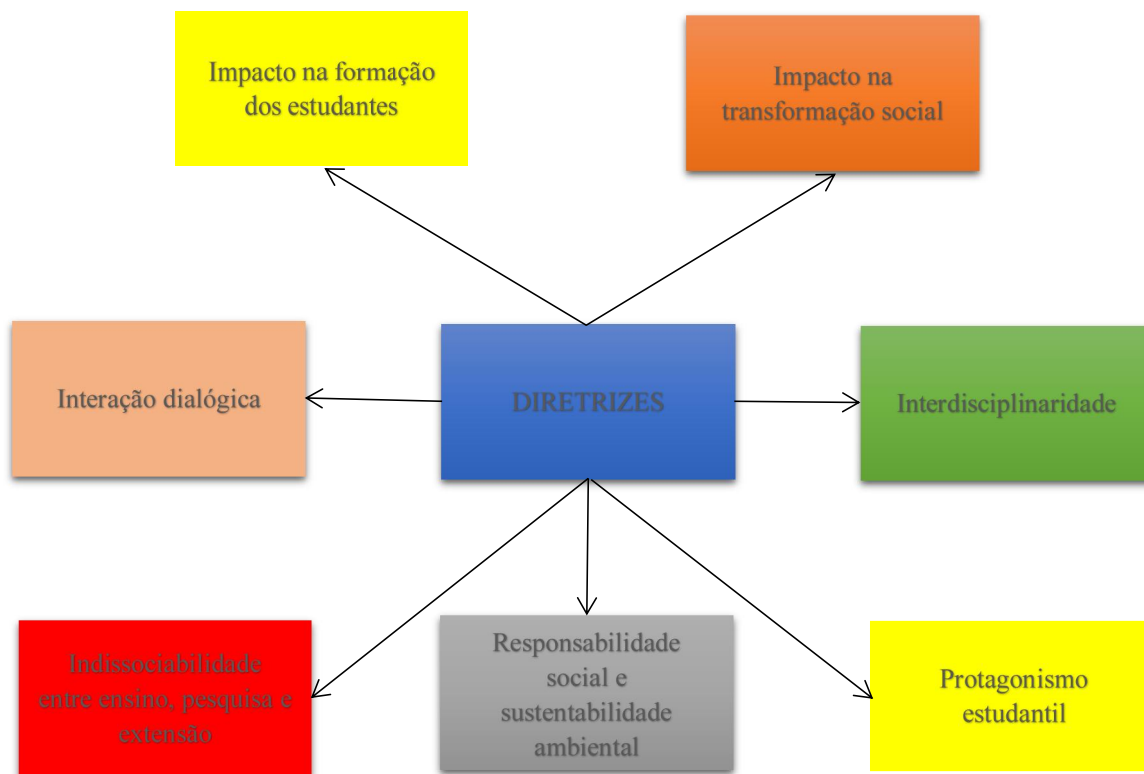 Impacto na formação
dos estudantes
Impacto na
transformação social
Interação dialógica
DIRETRIZES
Interdisciplinaridade
Indissociabilidade
entre ensino, pesquisa e
extensão
Responsabilidade
social e
sustentabilidade
ambiental
Protagonismo
estudantil